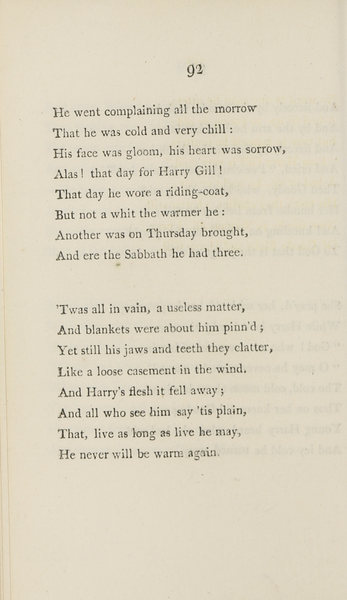 92
He went complaining all the morrow
That he was cold and very chill:
His face was gloom, his heart was sorrow,
Alas! that day for Harry Gill!
That day he wore a riding-coat,
But not a whit the warmer he:
Another was on Thursday brought,
And ere the Sabbath he had three.
'Twas all in vain, a useless matter,
And blankets were about him pinn'd;
Yet still his jaws and teeth they clatter,
Like a loose casement in the wind.
And Harry's flesh it fell away;
And all who see him say 'tis plain,
That, live as long as live he may,
He never will be warm again.